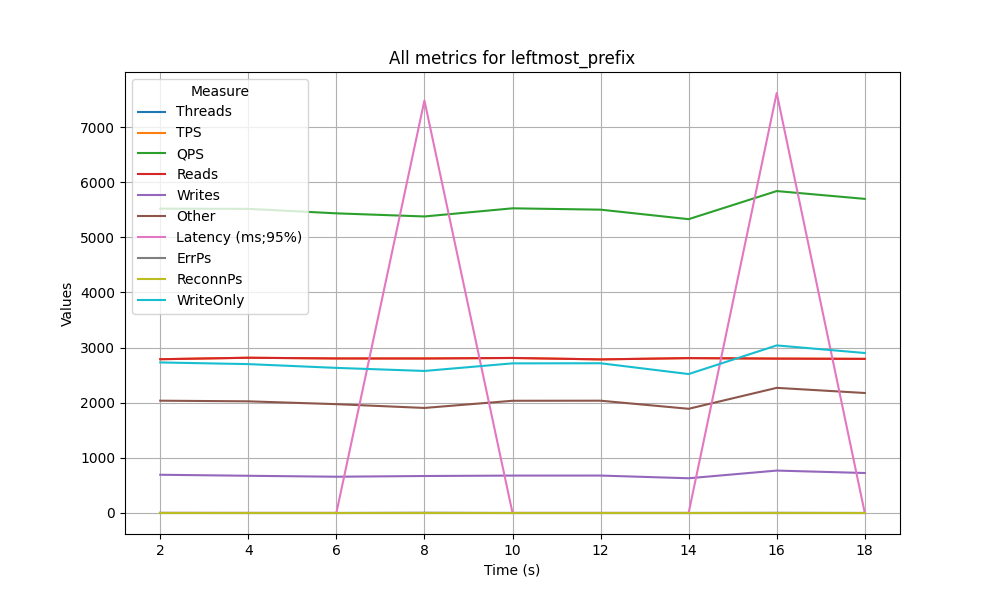 All metrics for leftmost_prefix
Measure
Threads
TPS
QPS
Reads
Writes
Other
Latency (ms;95%)
ErrPs
ReconnPs
WriteOnly
Values
7000
6000
5000
4000
3000
2000
1000
0
2 4 6 8 10 12 14 16 18
Time (s)